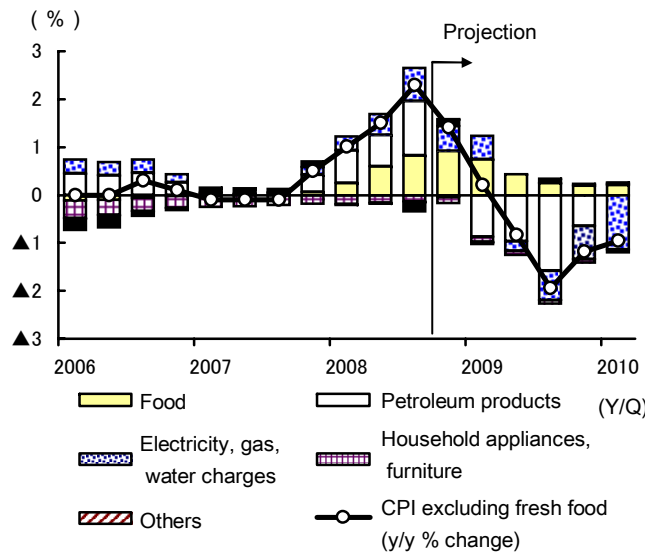 ( % )
Projection
3
2
1
0
▲1
▲2
▲3
2006 2007 2008 2009 2010
(Y/Q)
Food
Petroleum products
Electricity, gas,
water charges
Household appliances,
furniture
Others
CPI excluding fresh food
(y/y % change)